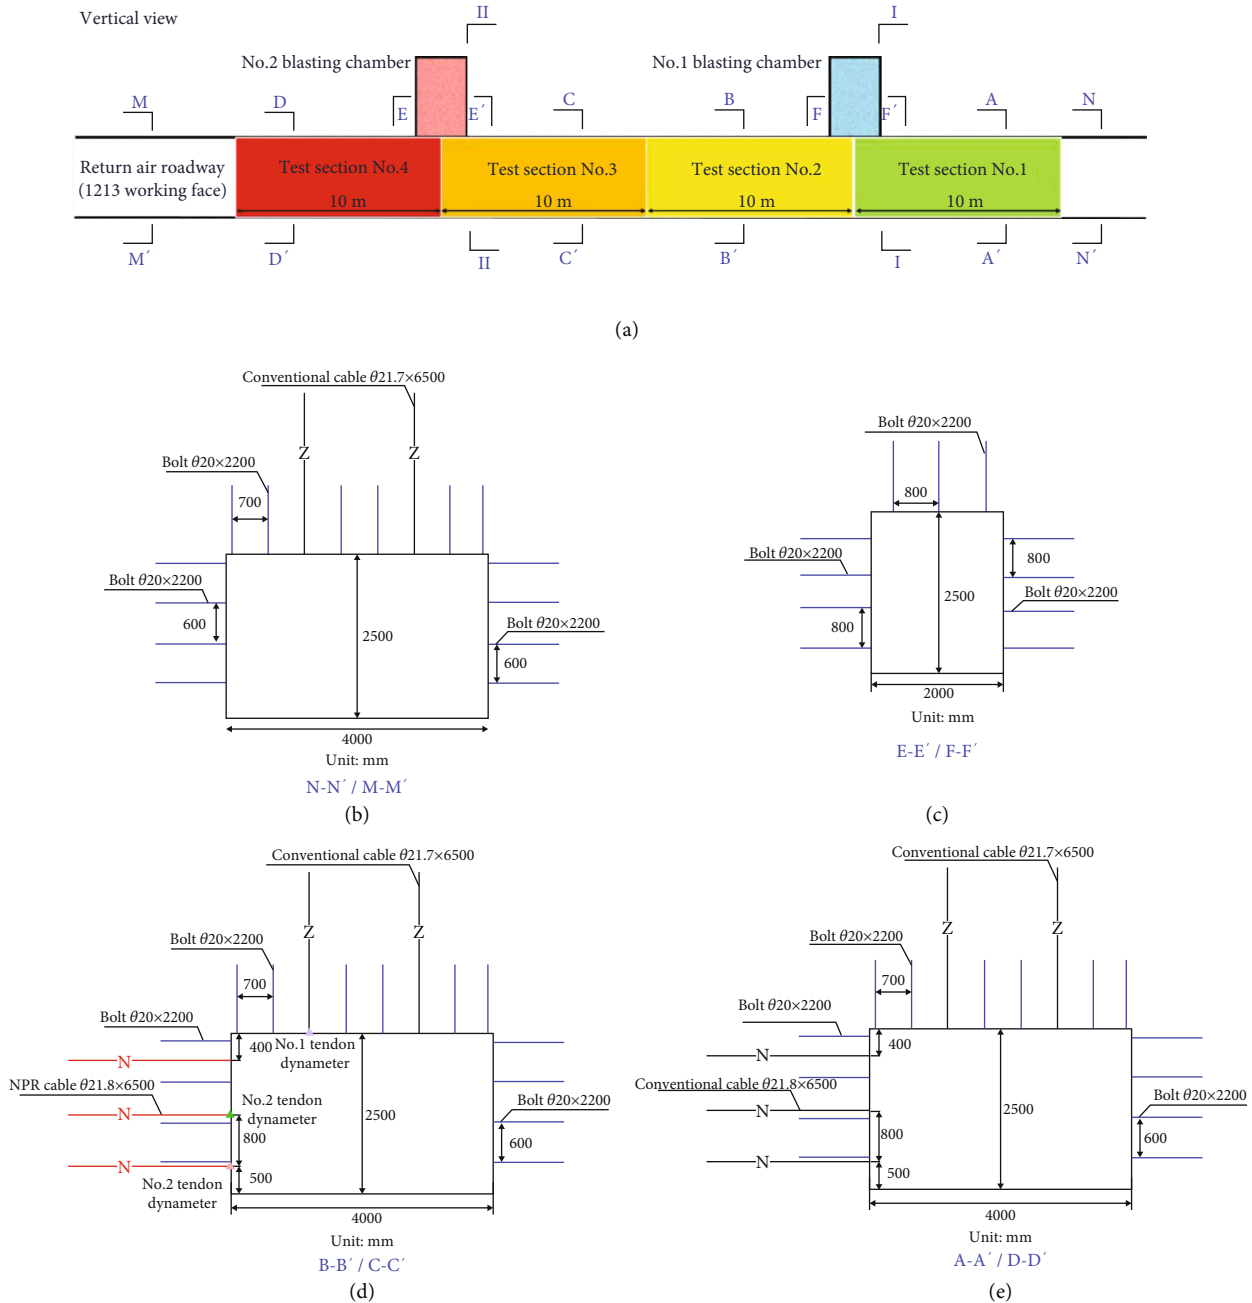 Vertical view
II
I
No.2 blasting chamber
No.1 blasting chamber
M
D
E
E´
C
B
F
F´
A
N
Return air roadway
(1213 working face)
Test section No.4
Test section No.3
Test section No.2
Test section No.1
10 m
10 m
10 m
10 m
M´
D´
II
C´
B´
I
A´
N´
(a)
Conventional cable θ21.7×6500
Z
Z
Bolt θ20×2200
700
Bolt θ20×2200
600
2500
Bolt θ20×2200
600
4000
Unit: mm
N-N´ / M-M´
(b)
Bolt θ20×2200
800
Bolt θ20×2200
800
Bolt θ20×2200
2500
800
2000
Unit: mm
E-E´ / F-F´
(c)
Conventional cable θ21.7×6500
Z
Z
Bolt θ20×2200
700
Bolt θ20×2200
400
No.1 tendon
dynameter
N
NPR cable θ21.8×6500
No.2 tendon
dynameter
N
2500
Bolt θ20×2200
800
600
N
500
No.2 tendon
dynameter
4000
Unit: mm
B-B´ / C-C´
(d)
Conventional cable θ21.7×6500
Z
Z
Bolt θ20×2200
700
Bolt θ20×2200
400
N
Conventional cable θ21.8×6500
N
2500
Bolt θ20×2200
800
600
N
500
4000
Unit: mm
A-A´ / D-D´
(e)